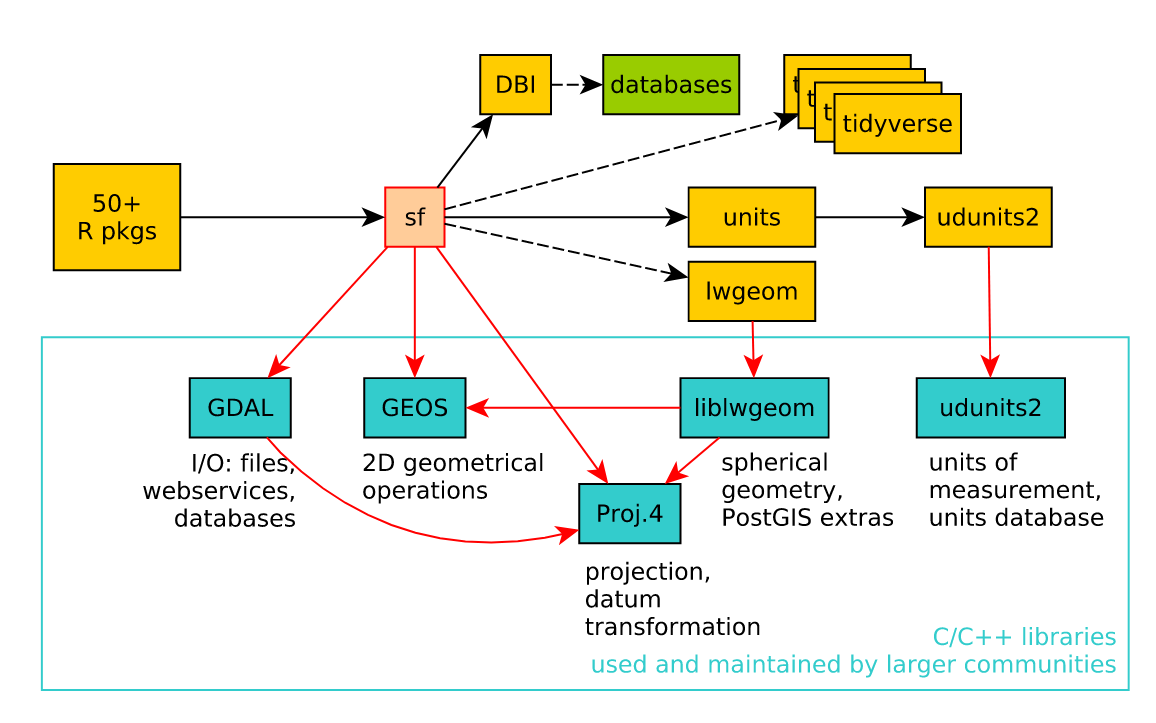 DBI
databases
t
t
t
tidyverse
50+
R pkgs
sf
units
udunits2
lwgeom
GDAL
GEOS
liblwgeom
udunits2
I/O: files,
webservices,
databases
2D geometrical
operations
spherical
geometry,
PostGIS extras
units of
measurement,
units database
Proj.4
projection,
datum
transformation
C/C++ libraries
used and maintained by larger communities